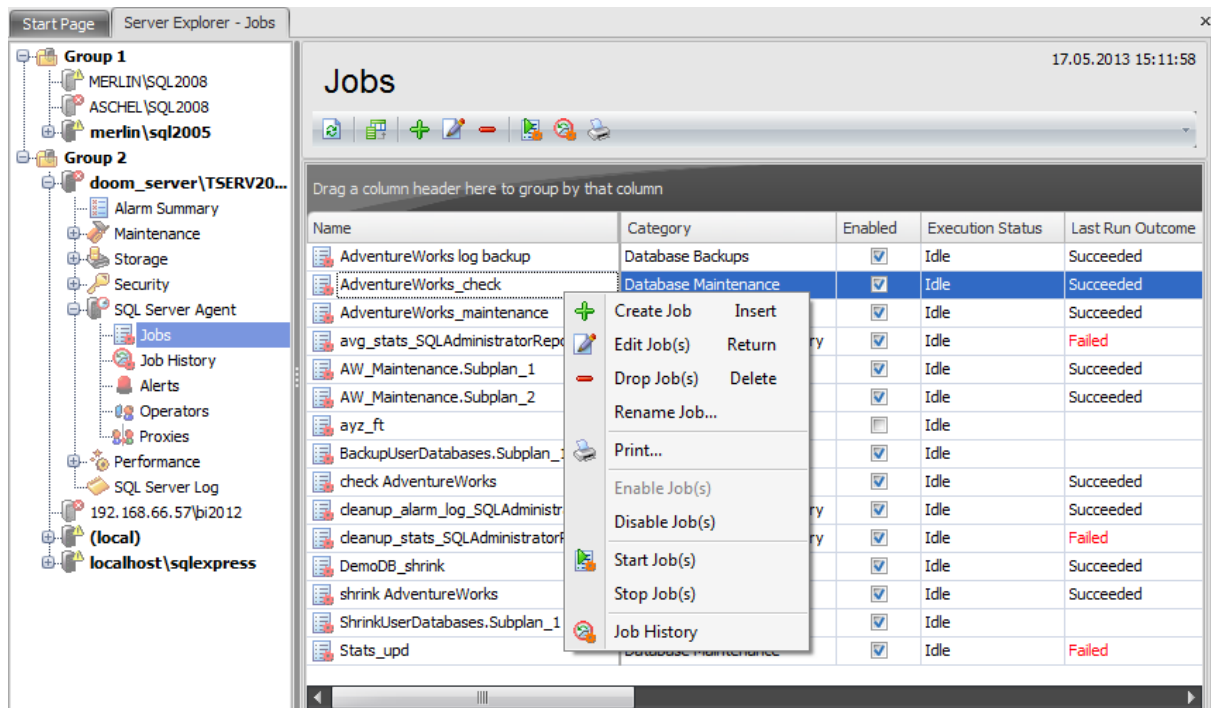 Start Page
Server Explorer - Jobs
Group 1
MERLIN\SQL2008
ASCHEL\SQL2008
merlin\sql2005
Group 2
doom_server\TSERV20...
Alarm Summary
Maintenance
Storage
Security
SQL Server Agent
Jobs
Job History
Alerts
Operators
Proxies
Performance
SQL Server Log
192.168.66.57\bi2012
(local)
localhost\sqlexpress
17.05.2013 15:11:58
Jobs
Drag a column header here to group by that column
Name Category Enabled Execution Status Last Run Outcome
AdventureWorks log backup Database Backups Idle Succeeded
AdventureWorks_check Database Maintenance Idle Succeeded
AdventureWorks_maintenance Idle Succeeded
avg_stats_SQLAdministratorRepo ry Idle Failed
AW_Maintenance.Subplan_1 Idle Succeeded
AW_Maintenance.Subplan_2 Idle Succeeded
ayz_ft Idle
BackupUserDatabases.Subplan_1 Idle
check AdventureWorks Idle Succeeded
cleanup_alarm_log_SQLAdministr ry Idle Succeeded
cleanup_stats_SQLAdministratorR ry Idle Failed
DemoDB_shrink Idle Succeeded
shrink AdventureWorks Idle Succeeded
ShrinkUserDatabases.Subplan_1 Idle
Stats_upd Database Maintenance Idle Failed
Create Job Insert
Edit Job(s) Return
Drop Job(s) Delete
Rename Job...
Print...
Enable Job(s)
Disable Job(s)
Start Job(s)
Stop Job(s)
Job History